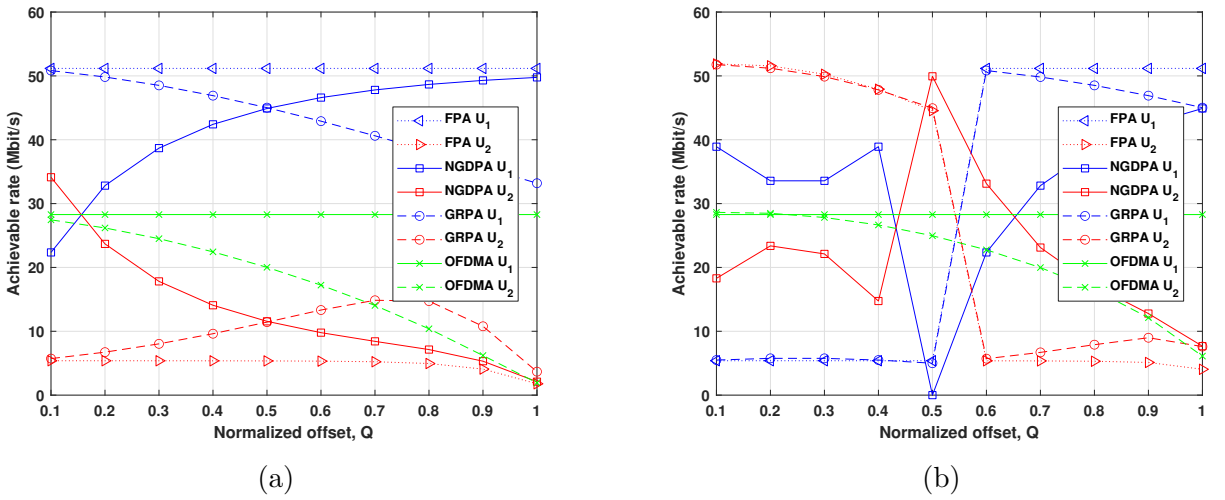 60
50
40
30
20
10
0
Achievable rate (Mbit/s)
FPA U1
FPA U2
NGDPA U1
NGDPA U2
GRPA U1
GRPA U2
OFDMA U1
OFDMA U2
0.1 0.2 0.3 0.4 0.5 0.6 0.7 0.8 0.9 1
Normalized offset, Q
(a)
60
50
40
30
20
10
0
Achievable rate (Mbit/s)
FPA U1
FPA U2
NGDPA U1
NGDPA U2
GRPA U1
GRPA U2
OFDMA U1
OFDMA U2
0.1 0.2 0.3 0.4 0.5 0.6 0.7 0.8 0.9 1
Normalized offset, Q
(b)